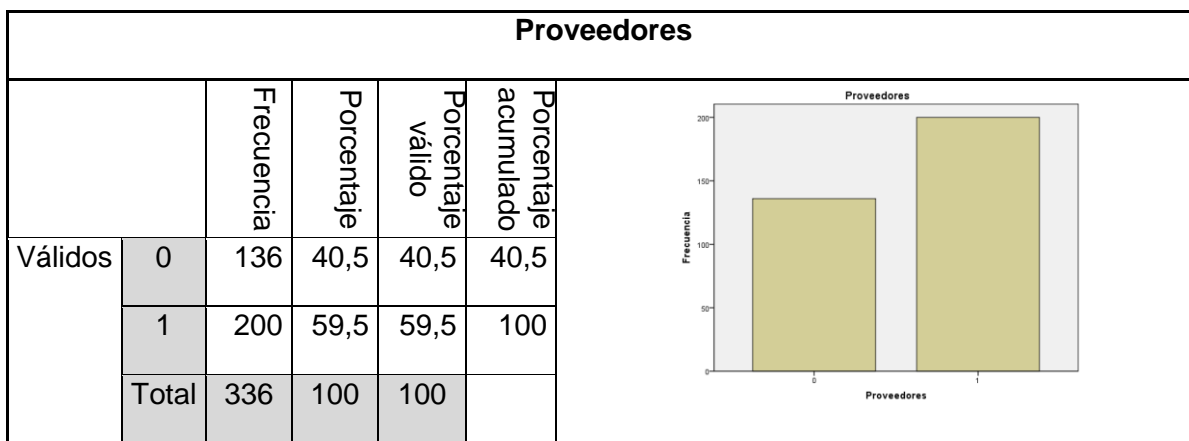 Proveedores
Frecuencia
Porcentaje
Porcentaje
válido
Porcentaje
acumulado
Válidos 0 136 40,5 40,5 40,5
1 200 59,5 59,5 100
Total 336 100 100
Proveedores
200
150
100
50
0
Frecuencia
0 1
Proveedores